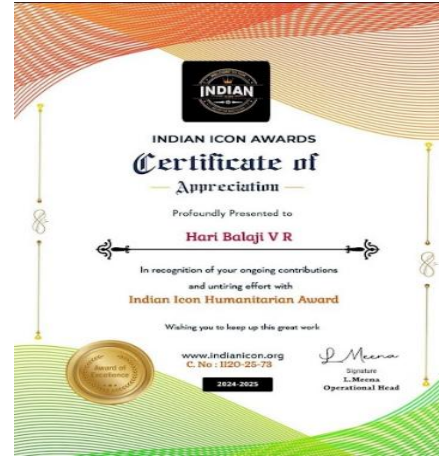 INDIAN
INDIAN ICON AWARDS
Certificate of
Appreciation
Profoundly Presented to
Hari Balaji V R
In recognition of your ongoing contributions
and untiring effort with
Indian Icon Humanitarian Award
Wishing you to keep up this great work
www.indianicon.org
C. No : 1120-25-73
2024-2025
Award of
Excellence
L. Meena
Signature
L.Meena
Operational Head